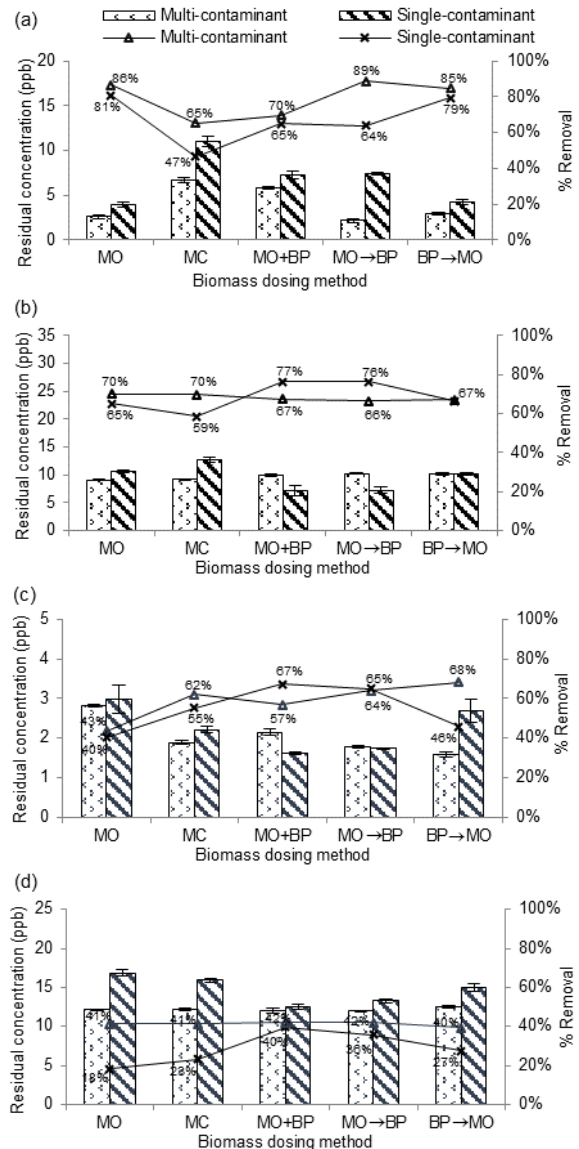 (a)
Multi-contaminant Single-contaminant
Multi-contaminant Single-contaminant
Residual concentration (ppb)
20
15
10
5
0
100%
80%
60%
40%
20%
0%
% Removal
86% 65% 70% 89% 85%
81% 47% 65% 64% 79%
MO MC MO+BP MO→BP BP→MO
Biomass dosing method
(b)
Residual concentration (ppb)
35
30
25
20
15
10
5
0
100%
80%
60%
40%
20%
0%
% Removal
70% 70% 77% 76% 67%
65% 59% 67% 66%
MO MC MO+BP MO→BP BP→MO
Biomass dosing method
(c)
Residual concentration (ppb)
5
4
3
2
1
0
100%
80%
60%
40%
20%
0%
% Removal
43% 62% 67% 65% 68%
40% 55% 57% 64% 46%
MO MC MO+BP MO→BP BP→MO
Biomass dosing method
(d)
Residual concentration (ppb)
25
20
15
10
5
0
100%
80%
60%
40%
20%
0%
% Removal
41% 41% 42% 42% 40%
18% 23% 40% 36% 27%
MO MC MO+BP MO→BP BP→MO
Biomass dosing method